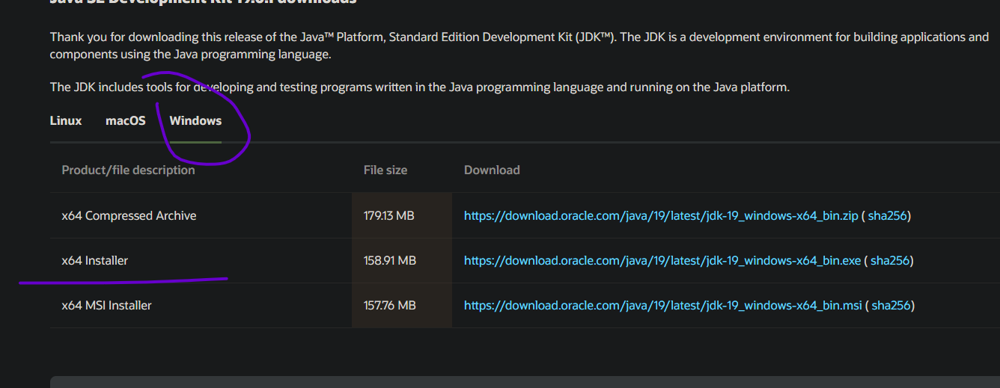 Java SE Development Kit 19.0.1 downloads
Thank you for downloading this release of the Java™ Platform, Standard Edition Development Kit (JDK™). The JDK is a development environment for building applications and
components using the Java programming language.
The JDK includes tools for developing and testing programs written in the Java programming language and running on the Java platform.
Linux macOS Windows
Product/file description File size Download
x64 Compressed Archive 179.13 MB https://download.oracle.com/java/19/latest/jdk-19_windows-x64_bin.zip ( sha256)
x64 Installer 158.91 MB https://download.oracle.com/java/19/latest/jdk-19_windows-x64_bin.exe ( sha256)
x64 MSI Installer 157.76 MB https://download.oracle.com/java/19/latest/jdk-19_windows-x64_bin.msi ( sha256)